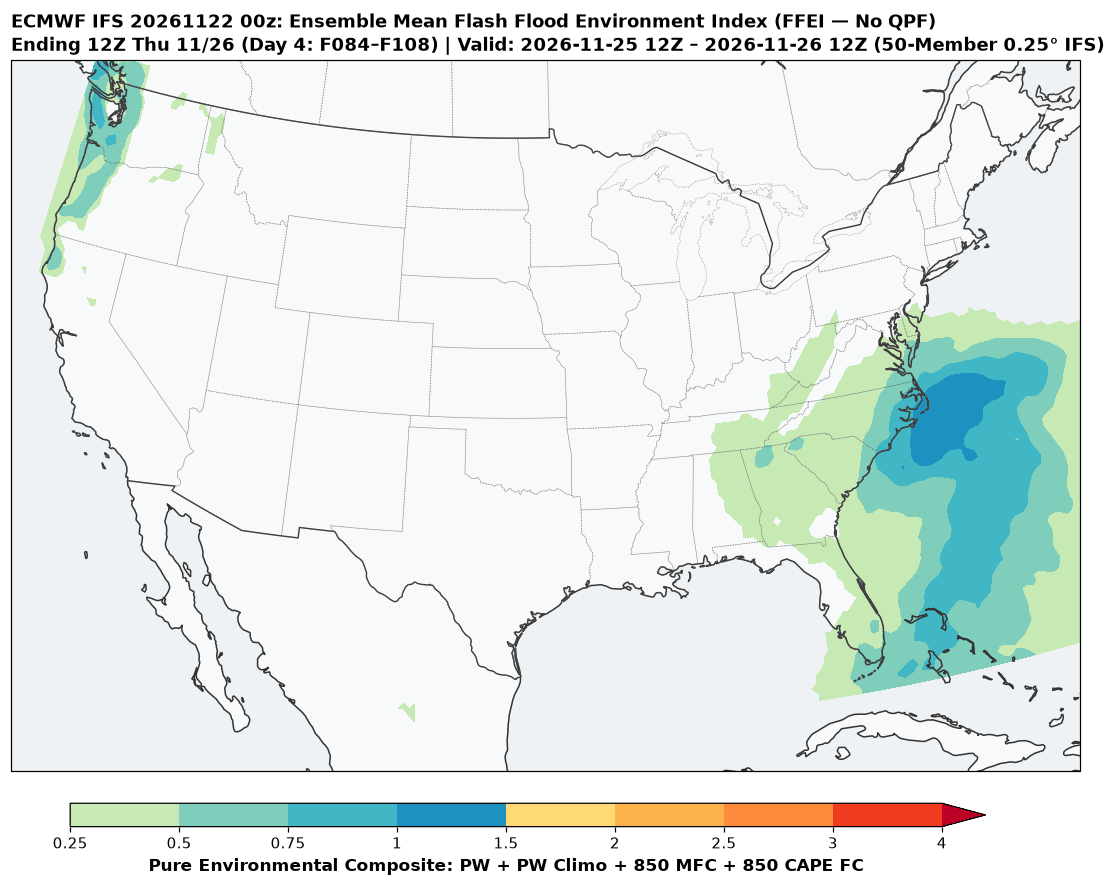 ECMWF IFS 20261122 00z: Ensemble Mean Flash Flood Environment Index (FFEI — No QPF)
Ending 12Z Thu 11/26 (Day 4: F084–F108) | Valid: 2026-11-25 12Z – 2026-11-26 12Z (50-Member 0.25° IFS)
0.25 0.5 0.75 1 1.5 2 2.5 3 4
Pure Environmental Composite: PW + PW Climo + 850 MFC + 850 CAPE FC